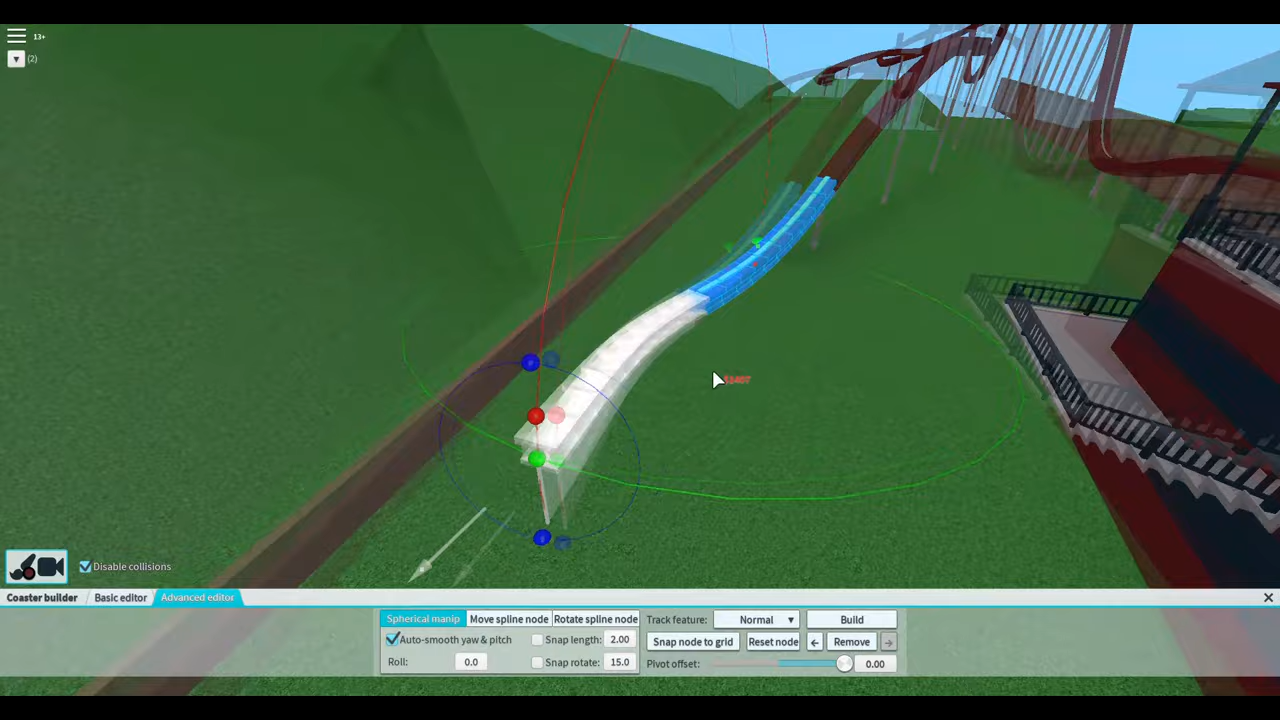 13+
(2)
Disable collisions
Coaster builder Basic editor Advanced editor
Spherical manip Move spline node Rotate spline node Track feature: Normal Build
Auto-smooth yaw & pitch Snap length: 2.00 Snap node to grid Reset node Remove
Roll: 0.0 Snap rotate: 15.0 Pivot offset: 0.00